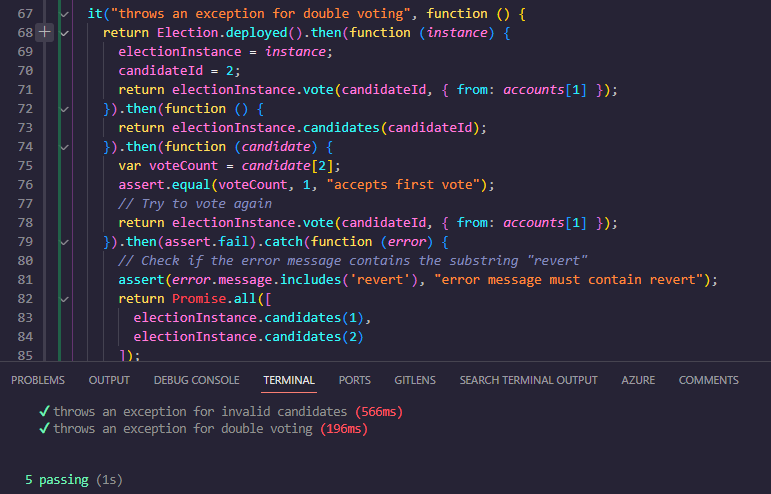 67 it("throws an exception for double voting", function () {
68 return Election.deployed().then(function (instance) {
69 electionInstance = instance;
70 candidateId = 2;
71 return electionInstance.vote(candidateId, { from: accounts[1] });
72 }).then(function () {
73 return electionInstance.candidates(candidateId);
74 }).then(function (candidate) {
75 var voteCount = candidate[2];
76 assert.equal(voteCount, 1, "accepts first vote");
77 // Try to vote again
78 return electionInstance.vote(candidateId, { from: accounts[1] });
79 }).then(assert.fail).catch(function (error) {
80 // Check if the error message contains the substring "revert"
81 assert(error.message.includes('revert'), "error message must contain revert");
82 return Promise.all([
83 electionInstance.candidates(1),
84 electionInstance.candidates(2)
85 ]);
PROBLEMS OUTPUT DEBUG CONSOLE TERMINAL PORTS GITLENS SEARCH TERMINAL OUTPUT AZURE COMMENTS
✓ throws an exception for invalid candidates (566ms)
✓ throws an exception for double voting (196ms)
5 passing (1s)